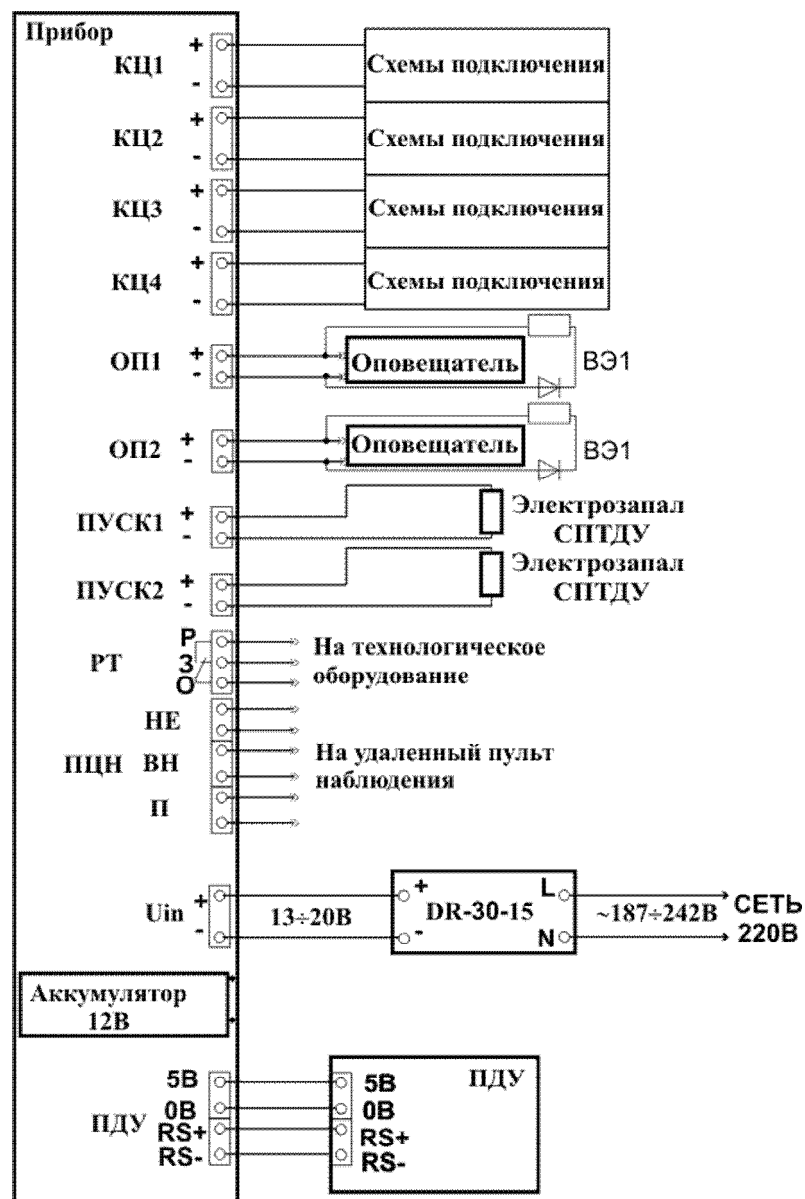 Прибор
КЦ1
+
-
Схемы подключения
КЦ2
+
-
Схемы подключения
КЦ3
+
-
Схемы подключения
КЦ4
+
-
Схемы подключения
ОП1
+
-
Оповещатель
ВЭ1
ОП2
+
-
Оповещатель
ВЭ1
ПУСК1
+
-
Электрозапал
СПТДУ
ПУСК2
+
-
Электрозапал
СПТДУ
РТ
Р
З
О
На технологическое
оборудование
ПЦН
НЕ
ВН
П
На удаленный пульт
наблюдения
Uin
+
-
13÷20В
+
-
DR-30-15
L
N
~187÷242В
СЕТЬ
220В
Аккумулятор
12В
ПДУ
5В
0В
RS+
RS-
5В
0В
RS+
RS-
ПДУ